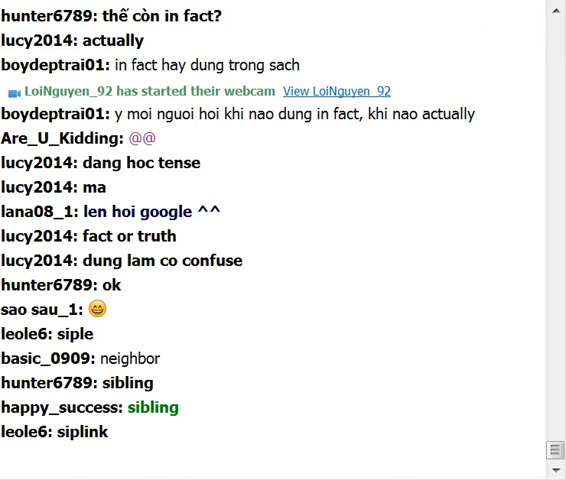 hunter6789: thế còn in fact?
lucy2014: actually
boydeptrai01: in fact hay dung trong sach
LoiNguyen_92 has started their webcam View LoiNguyen_92
boydeptrai01: y moi nguoi hoi khi nao dung in fact, khi nao actually
Are_U_Kidding: @@
lucy2014: dang hoc tense
lucy2014: ma
lana08_1: len hoi google ^^
lucy2014: fact or truth
lucy2014: dung lam co confuse
hunter6789: ok
sao sau_1: 😄
leole6: siple
basic_0909: neighbor
hunter6789: sibling
happy_success: sibling
leole6: siplink